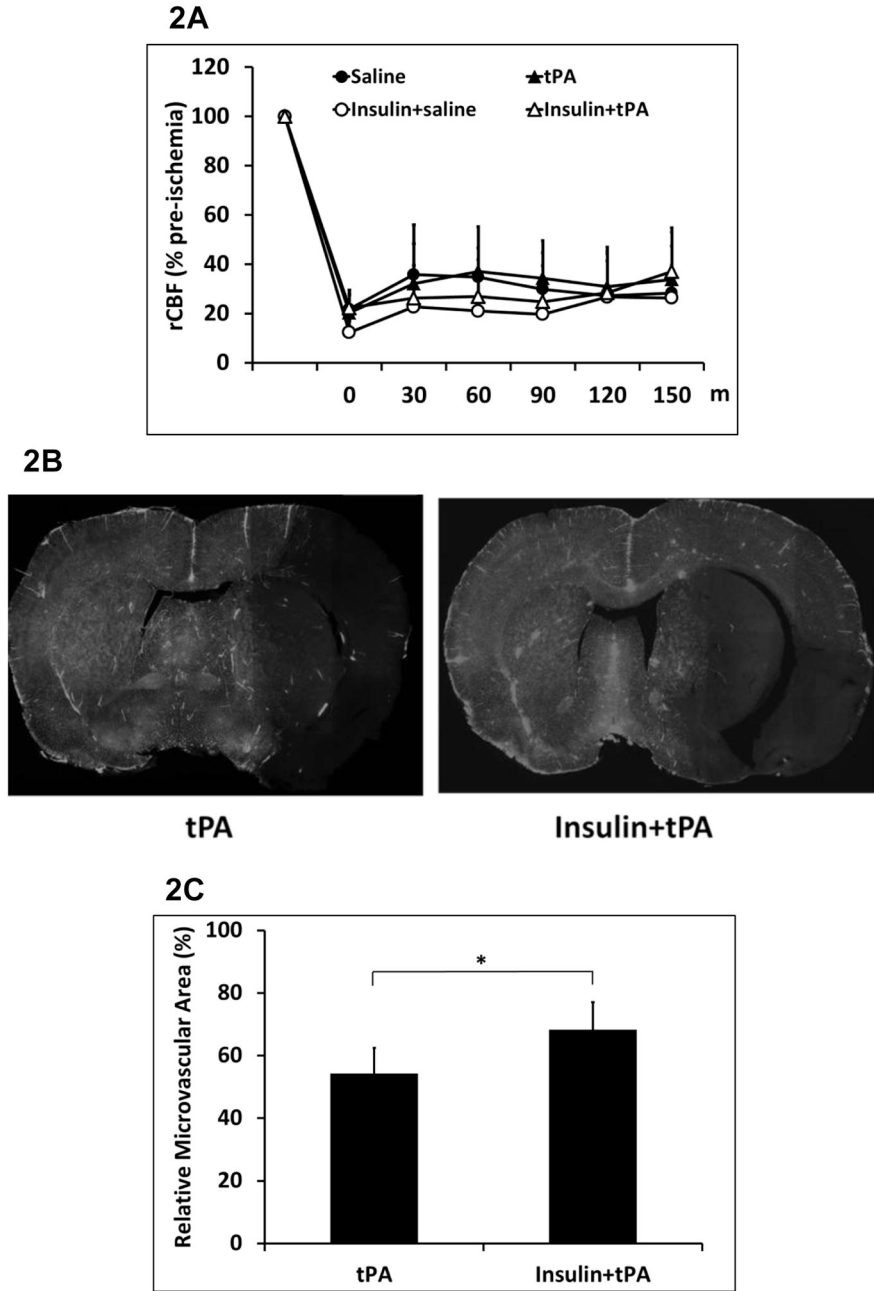 2A
120
100
80
60
40
20
0
rCBF (% pre-ischemia)
Saline
tPA
Insulin+saline
Insulin+tPA
0 30 60 90 120 150 m
2B
tPA
Insulin+tPA
2C
100
80
60
40
20
0
Relative Microvascular Area (%)
*
tPA
Insulin+tPA